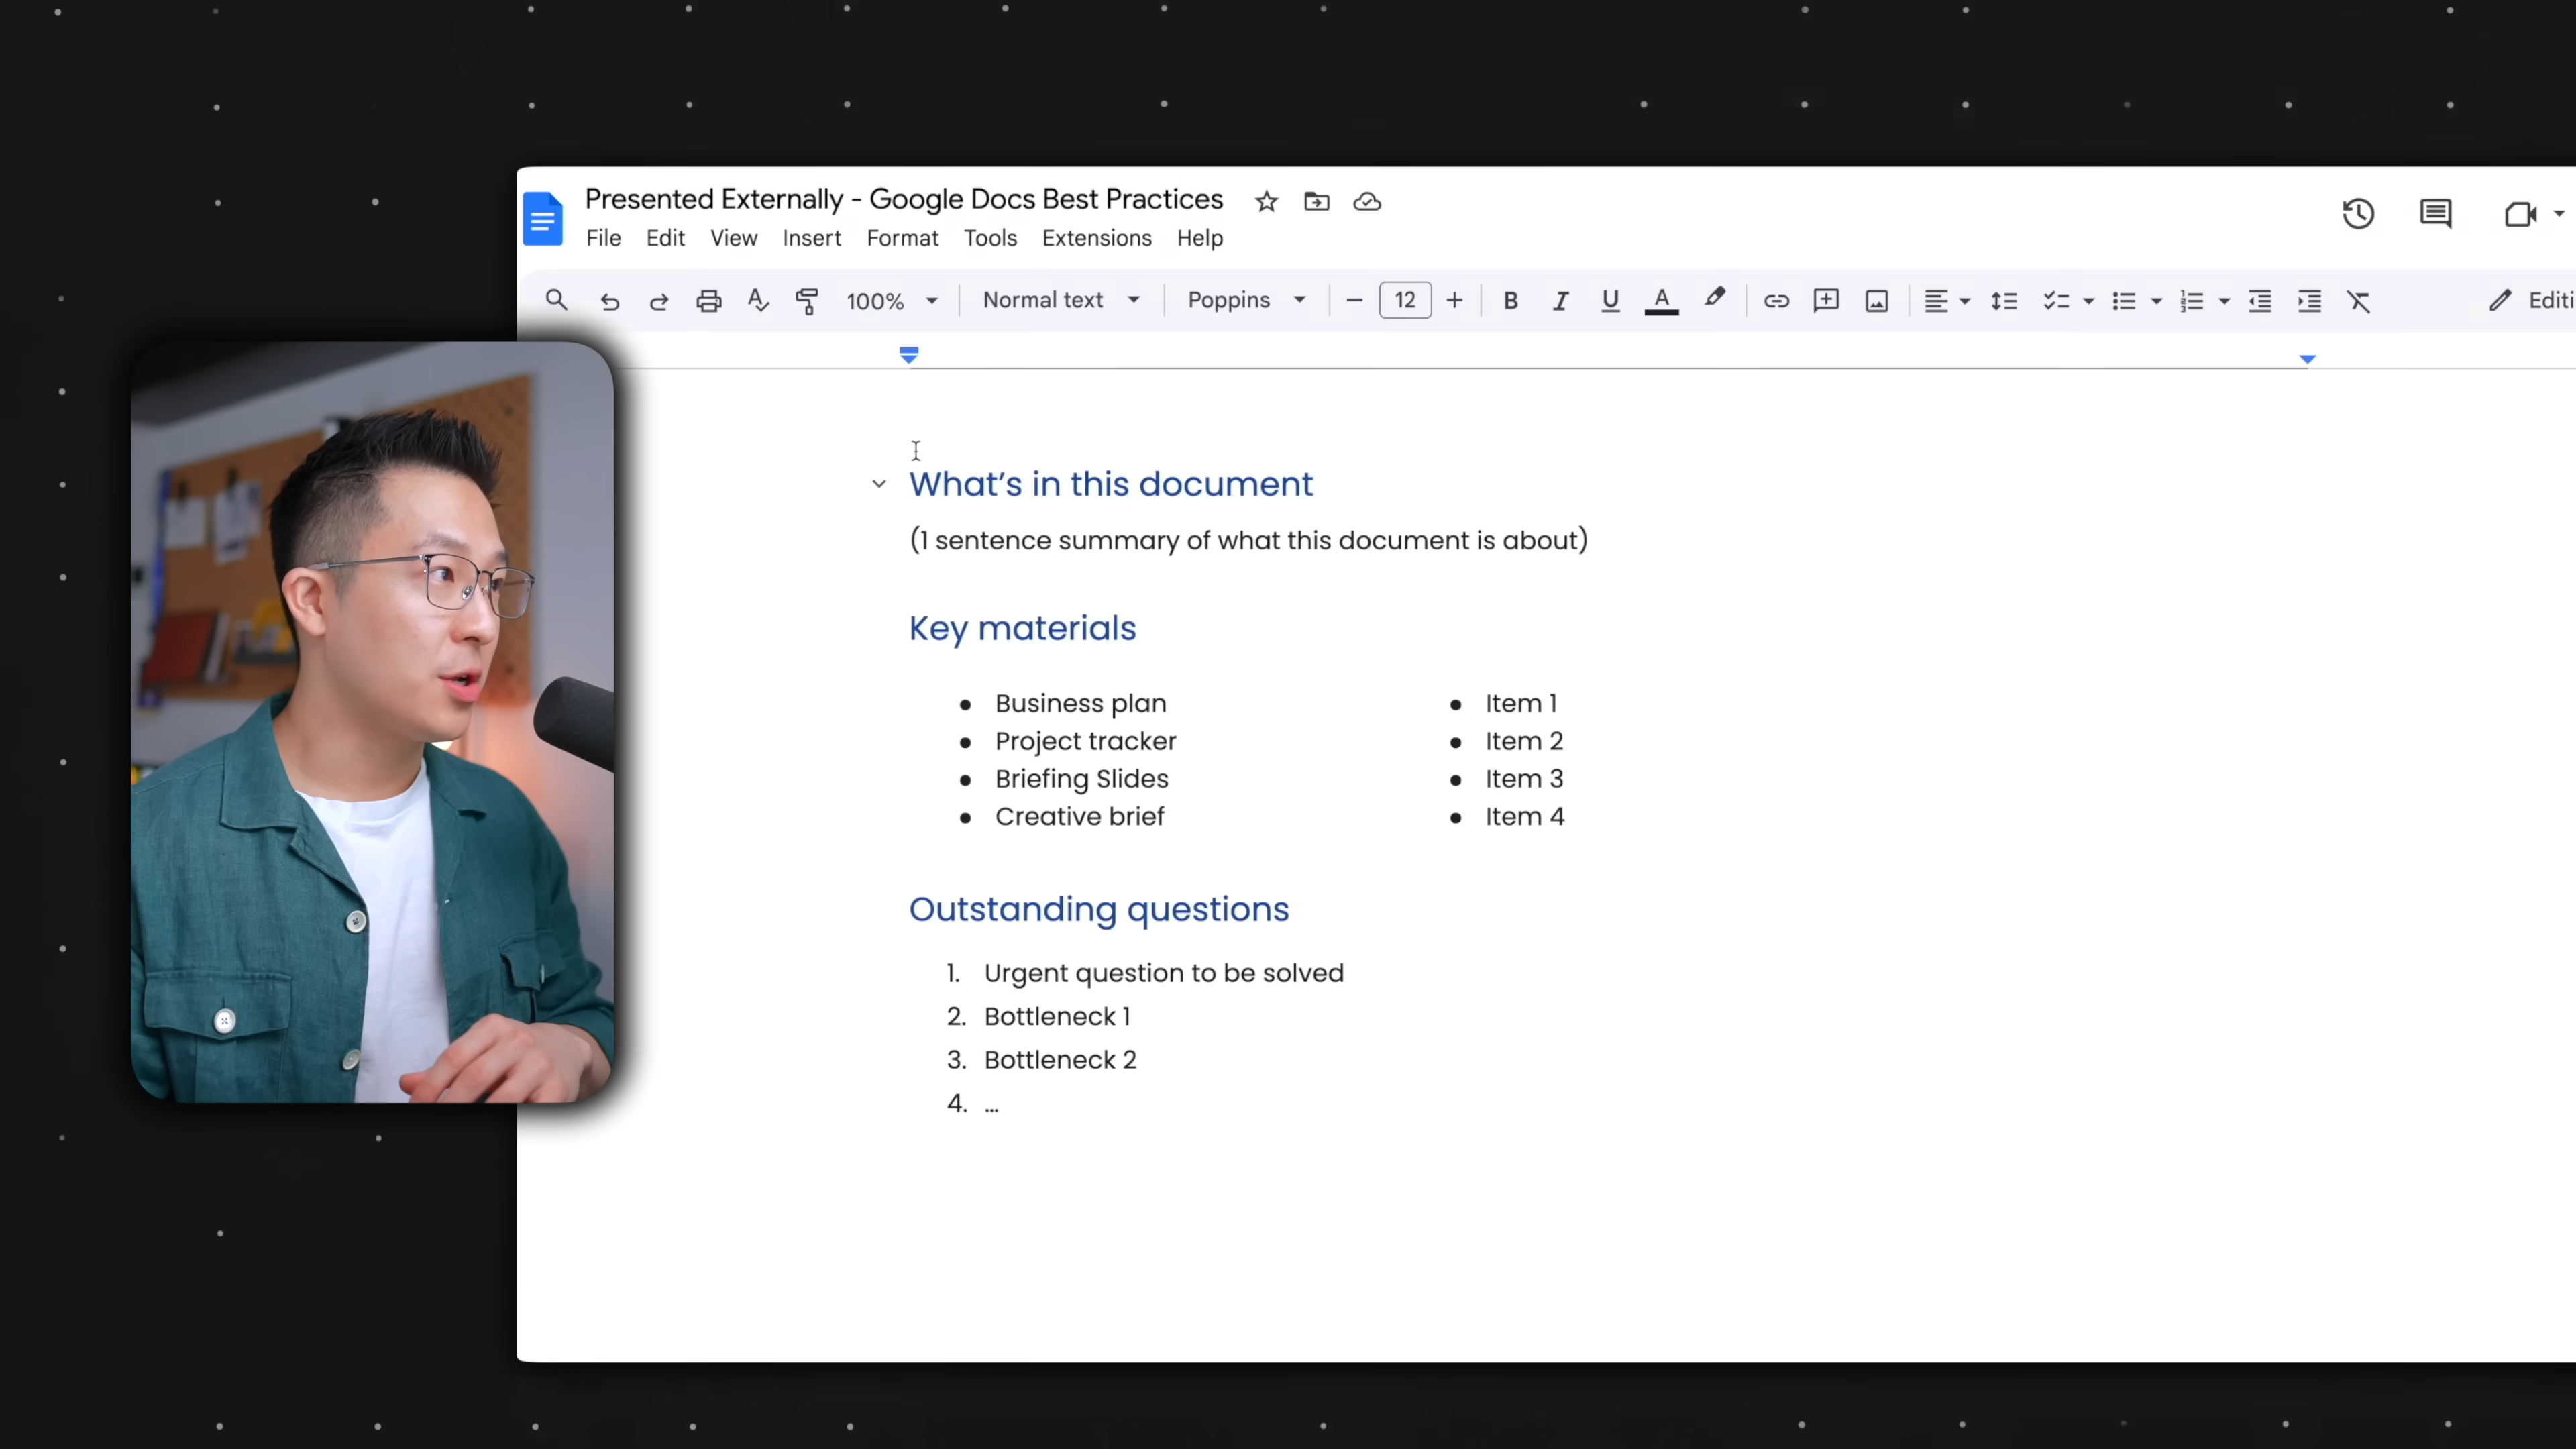 Presented Externally - Google Docs Best Practices
File Edit View Insert Format Tools Extensions Help
100% Normal text Poppins 12 B I U A Editi
What’s in this document
(1 sentence summary of what this document is about)
Key materials
● Business plan
● Project tracker
● Briefing Slides
● Creative brief
● Item 1
● Item 2
● Item 3
● Item 4
Outstanding questions
1. Urgent question to be solved
2. Bottleneck 1
3. Bottleneck 2
4. ...